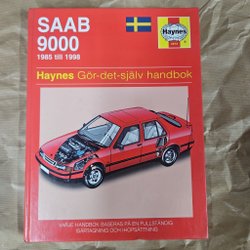 SAAB
9000
1985 till 1998
Haynes
Haynes Gör-det-själv handbok
VARJE HANDBOK BASERAS PÅ EN FULLSTÄNDIG
ISÄRTAGNING OCH IHOPSÄTTNING